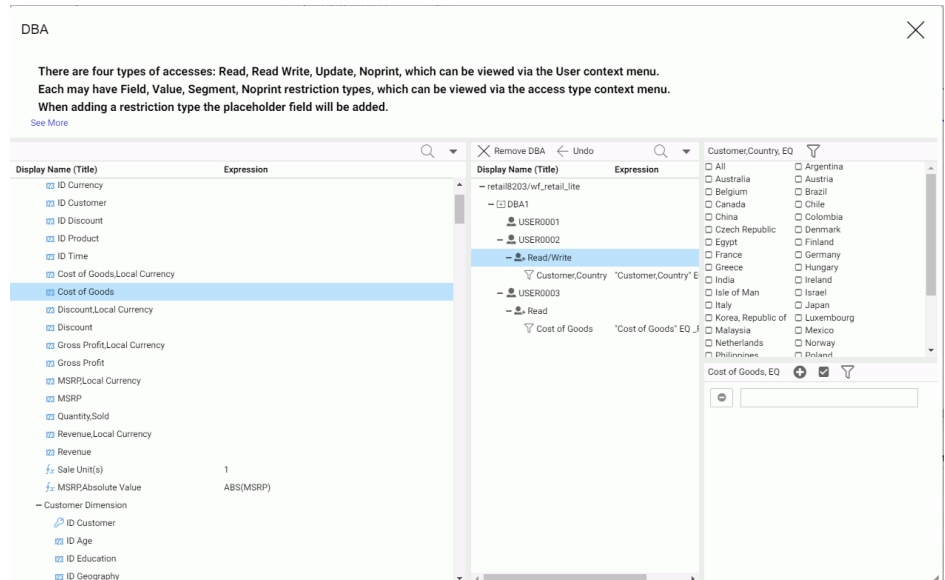 DBA
There are four types of accesses: Read, Read Write, Update, Noprint, which can be viewed via the User context menu.
Each may have Field, Value, Segment, Noprint restriction types, which can be viewed via the access type context menu.
When adding a restriction type the placeholder field will be added.
See More
Display Name (Title) Expression
ID Currency
ID Customer
ID Discount
ID Product
ID Time
Cost of Goods,Local Currency
Cost of Goods
Discount,Local Currency
Discount
Gross Profit,Local Currency
Gross Profit
MSRP,Local Currency
MSRP
Quantity,Sold
Revenue,Local Currency
Revenue
Sale Unit(s) 1
MSRP,Absolute Value ABS(MSRP)
Customer Dimension
ID Customer
ID Age
ID Education
ID Geography
Remove DBA Undo
Display Name (Title) Expression
retail8203/wf_retail_lite
DBA1
USER0001
USER0002
Read/Write
Customer,Country "Customer,Country" E
USER0003
Read
Cost of Goods "Cost of Goods" EQ _F
Customer,Country, EQ
All Argentina
Australia Austria
Belgium Brazil
Canada Chile
China Colombia
Czech Republic Denmark
Egypt Finland
France Germany
Greece Hungary
India Ireland
Isle of Man Israel
Italy Japan
Korea, Republic of Luxembourg
Malaysia Mexico
Netherlands Norway
Philippines Poland
Cost of Goods, EQ